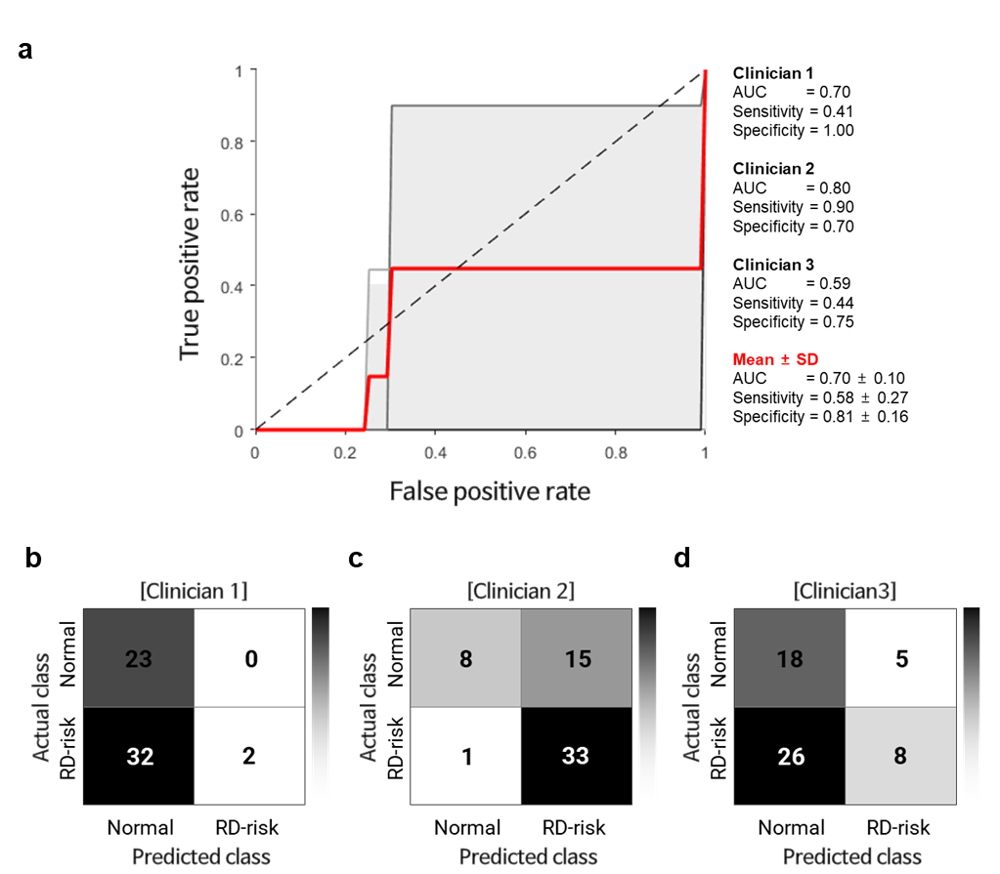 a
1
0.8
0.6
0.4
0.2
0
0
0.2
0.4
0.6
0.8
1
True positive rate
False positive rate
Clinician 1
AUC = 0.70
Sensitivity = 0.41
Specificity = 1.00
Clinician 2
AUC = 0.80
Sensitivity = 0.90
Specificity = 0.70
Clinician 3
AUC = 0.59
Sensitivity = 0.44
Specificity = 0.75
Mean ± SD
AUC = 0.70 ± 0.10
Sensitivity = 0.58 ± 0.27
Specificity = 0.81 ± 0.16
b
[Clinician 1]
Actual class
Normal
RD-risk
23 0
32 2
Normal RD-risk
Predicted class
c
[Clinician 2]
Actual class
Normal
RD-risk
8 15
1 33
Normal RD-risk
Predicted class
d
[Clinician3]
Actual class
Normal
RD-risk
18 5
26 8
Normal RD-risk
Predicted class